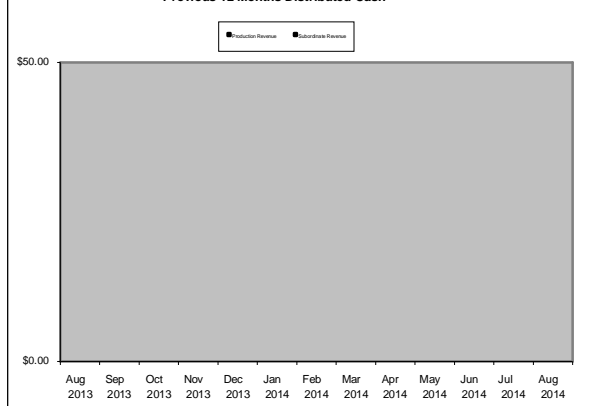 Previous 12 Months Distributed Cash
Production Revenue Subordinate Revenue
$50.00
$0.00
Aug Sep Oct Nov Dec Jan Feb Mar Apr May Jun Jul Aug
2013 2013 2013 2013 2013 2014 2014 2014 2014 2014 2014 2014 2014